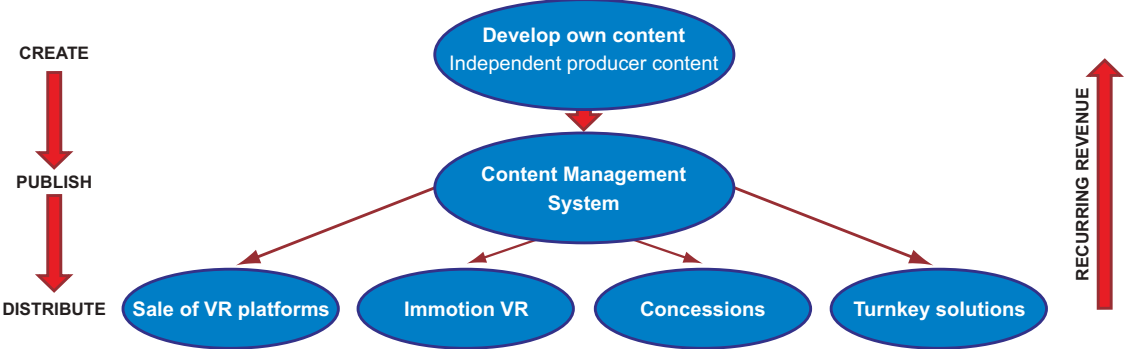 CREATE
Develop own content
Independent producer content
PUBLISH
Content Management
System
RECURRING REVENUE
DISTRIBUTE
Sale of VR platforms
Immotion VR
Concessions
Turnkey solutions